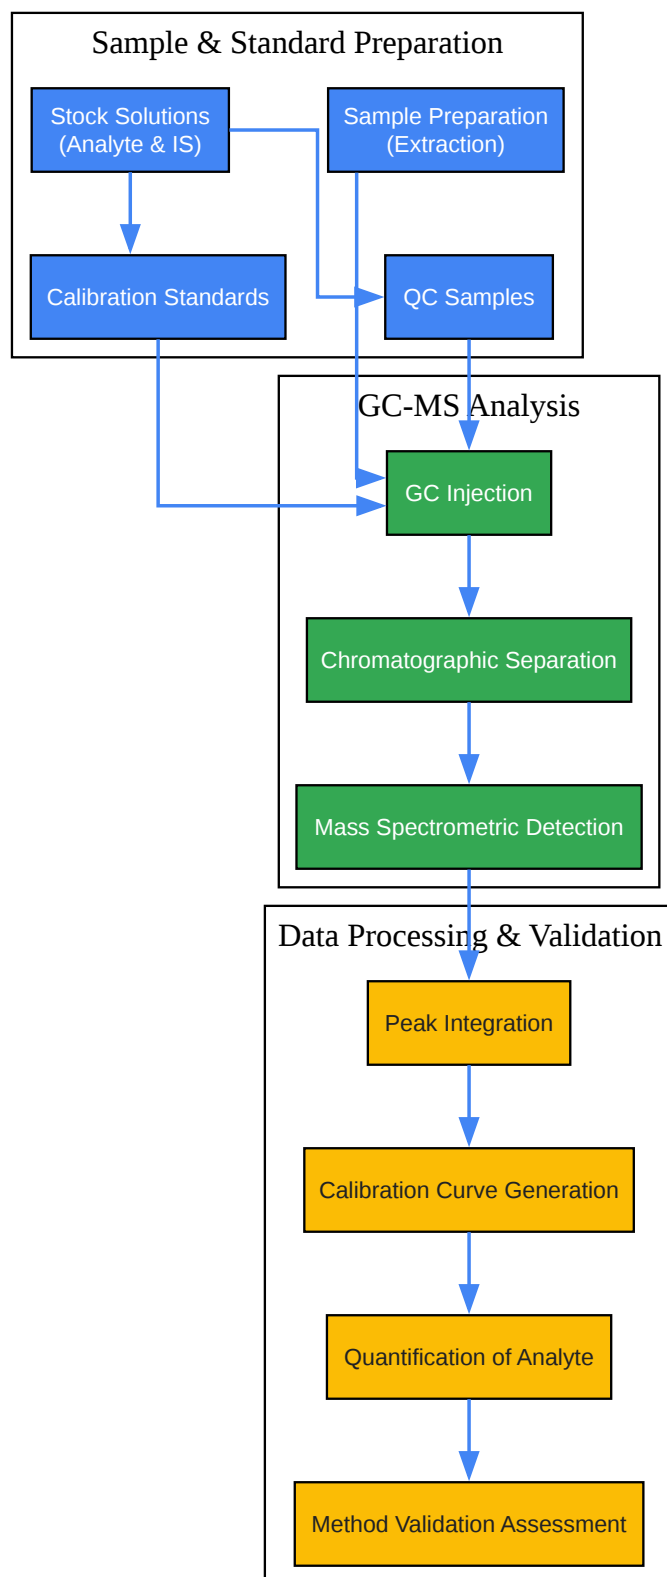 Sample & Standard Preparation
Stock Solutions
(Analyte & IS)
Sample Preparation
(Extraction)
Calibration Standards
QC Samples
GC-MS Analysis
GC Injection
Chromatographic Separation
Mass Spectrometric Detection
Data Processing & Validation
Peak Integration
Calibration Curve Generation
Quantification of Analyte
Method Validation Assessment